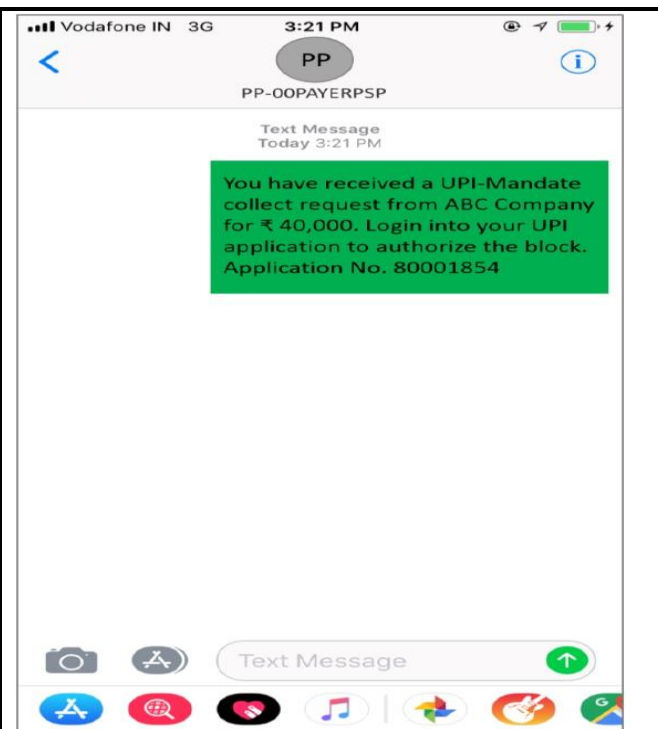 Vodafone IN 3G 3:21 PM
PP
PP-00PAYERPSP
Text Message
Today 3:21 PM
You have received a UPI-Mandate
collect request from ABC Company
for ₹ 40,000. Login into your UPI
application to authorize the block.
Application No. 80001854
Text Message
G